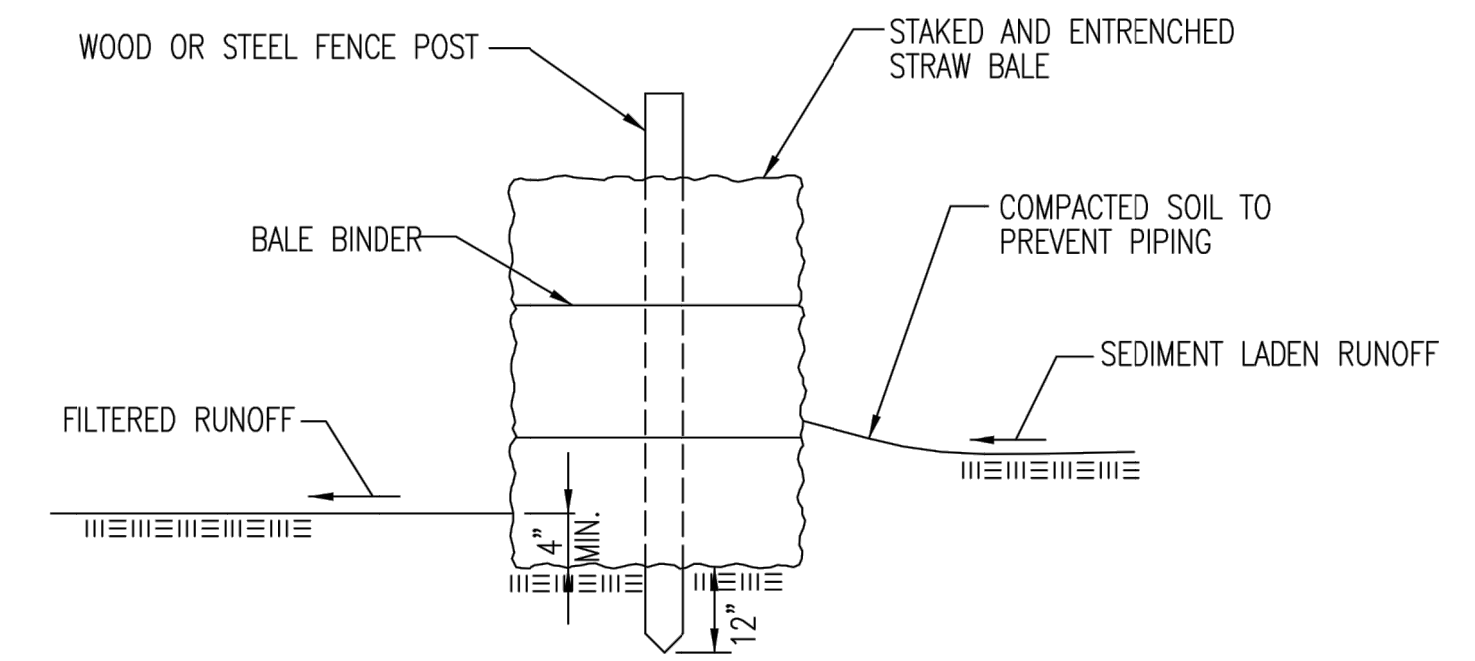 WOOD OR STEEL FENCE POST
STAKED AND ENTRENCHED
STRAW BALE
BALE BINDER
COMPACTED SOIL TO
PREVENT PIPING
SEDIMENT LADEN RUNOFF
FILTERED RUNOFF
4"
MIN.
12"